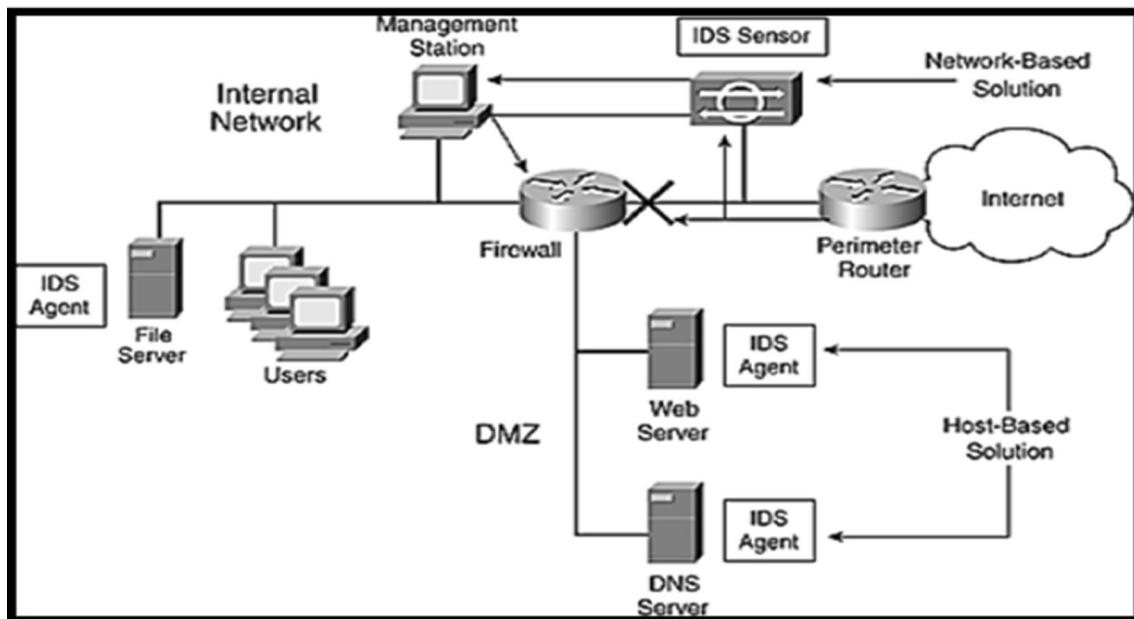 Management
Station
IDS Sensor
Network-Based
Solution
Internal
Network
Internet
Firewall
Perimeter
Router
IDS
Agent
File
Server
Users
IDS
Agent
Web
Server
DMZ
Host-Based
Solution
IDS
Agent
DNS
Server